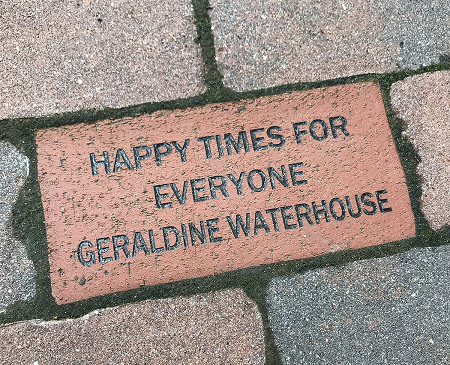 HAPPY TIMES FOR
EVERYONE
GERALDINE WATERHOUSE